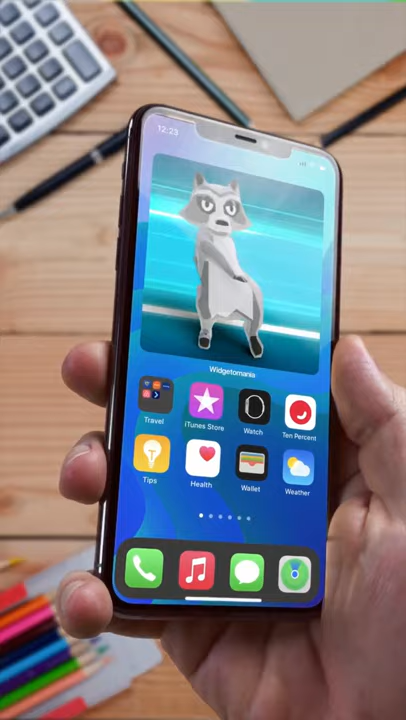 12:23
Widgetomania
Travel
iTunes Store
Watch
Ten Percent
Tips
Health
Wallet
Weather